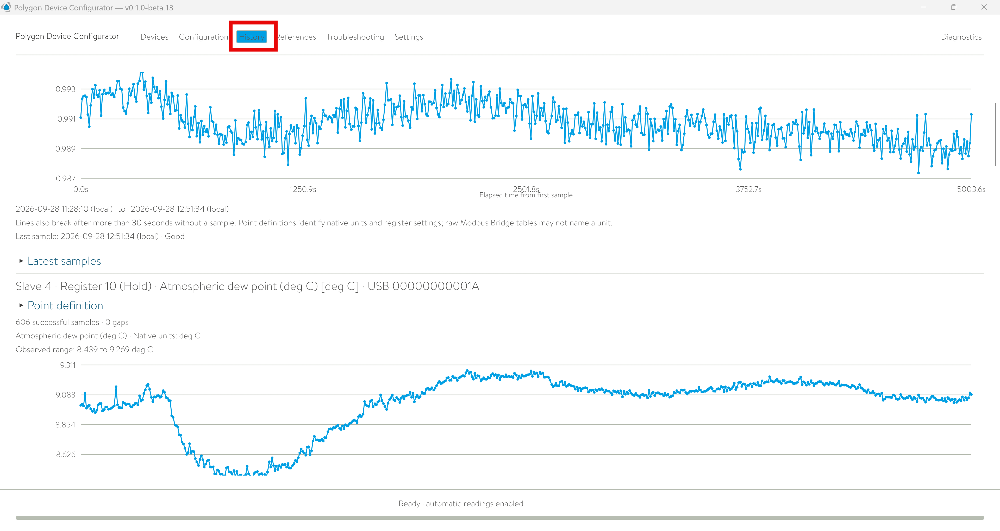 Polygon Device Configurator — v0.1.0-beta.13
Polygon Device Configurator Devices Configuration History References Troubleshooting Settings Diagnostics
0.993
0.991
0.989
0.987
0.0s 1250.9s 2501.8s 3752.7s 5003.6s
Elapsed time from first sample
2026-09-28 11:28:10 (local) to 2026-09-28 12:51:34 (local)
Lines also break after more than 30 seconds without a sample. Point definitions identify native units and register settings; raw Modbus Bridge tables may not name a unit.
Last sample: 2026-09-28 12:51:34 (local) · Good
Latest samples
Slave 4 · Register 10 (Hold) · Atmospheric dew point (deg C) [deg C] · USB 00000000001A
Point definition
606 successful samples · 0 gaps
Atmospheric dew point (deg C) · Native units: deg C
Observed range: 8.439 to 9.269 deg C
9.311
9.083
8.854
8.626
Ready · automatic readings enabled